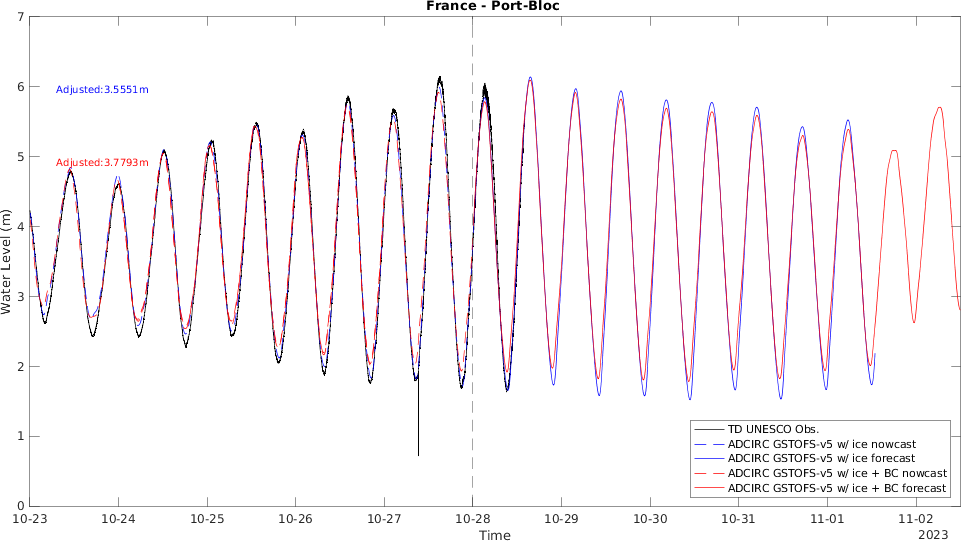 France - Port-Bloc
7
6
5
4
3
2
1
0
Water Level (m)
Adjusted:3.5551m
Adjusted:3.7793m
TD UNESCO Obs.
ADCIRC GSTOFS-v5 w/ ice nowcast
ADCIRC GSTOFS-v5 w/ ice forecast
ADCIRC GSTOFS-v5 w/ ice + BC nowcast
ADCIRC GSTOFS-v5 w/ ice + BC forecast
10-23 10-24 10-25 10-26 10-27 10-28 10-29 10-30 10-31 11-01 11-02
Time
2023